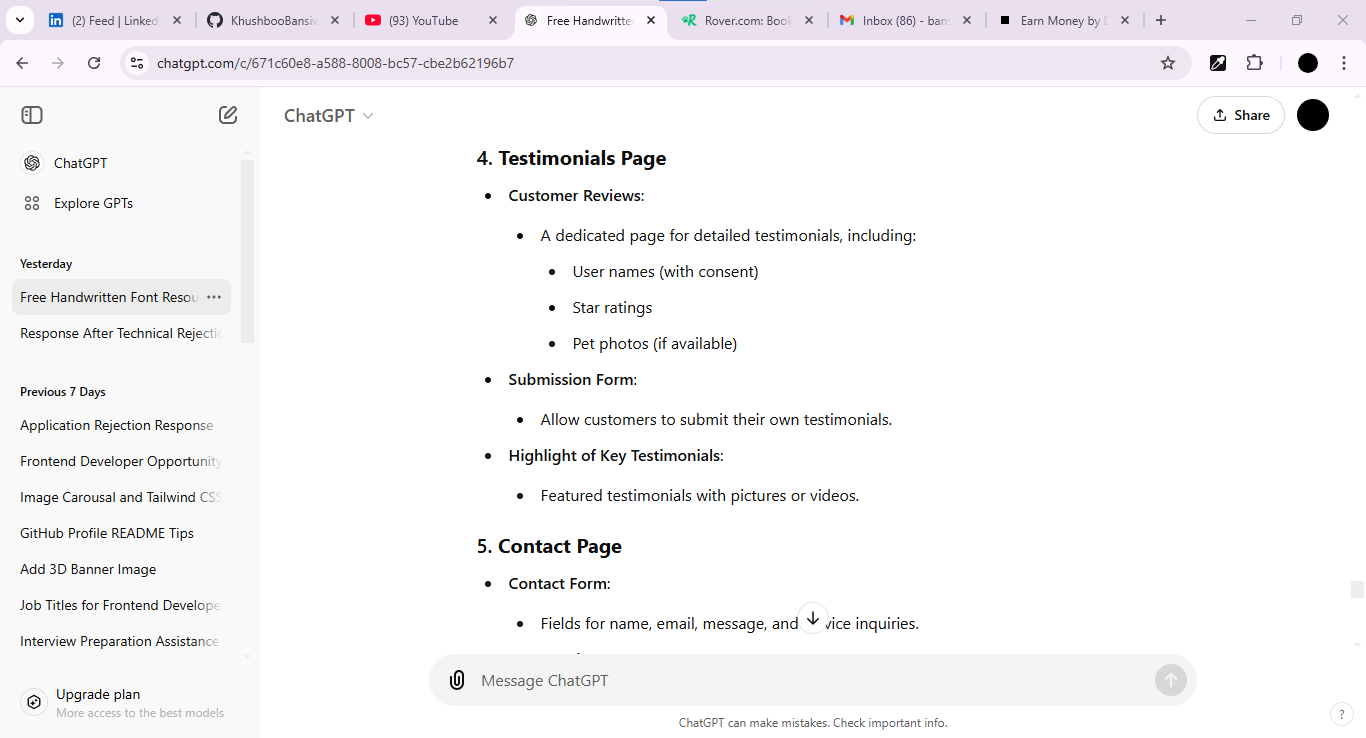 (2) Feed | Linked
KhushbooBansiw
(93) YouTube
Free Handwritte
Rover.com: Book
Inbox (86) - ban
Earn Money by D
chatgpt.com/c/671c60e8-a588-8008-bc57-cbe2b62196b7
ChatGPT
Share
ChatGPT
Explore GPTs
Yesterday
Free Handwritten Font Resou
Response After Technical Rejectio
Previous 7 Days
Application Rejection Response
Frontend Developer Opportunity
Image Carousal and Tailwind CSS
GitHub Profile README Tips
Add 3D Banner Image
Job Titles for Frontend Develope
Interview Preparation Assistance
Upgrade plan
More access to the best models
4. Testimonials Page
Customer Reviews:
A dedicated page for detailed testimonials, including:
User names (with consent)
Star ratings
Pet photos (if available)
Submission Form:
Allow customers to submit their own testimonials.
Highlight of Key Testimonials:
Featured testimonials with pictures or videos.
5. Contact Page
Contact Form:
Fields for name, email, message, and vice inquiries.
Message ChatGPT
ChatGPT can make mistakes. Check important info.
?